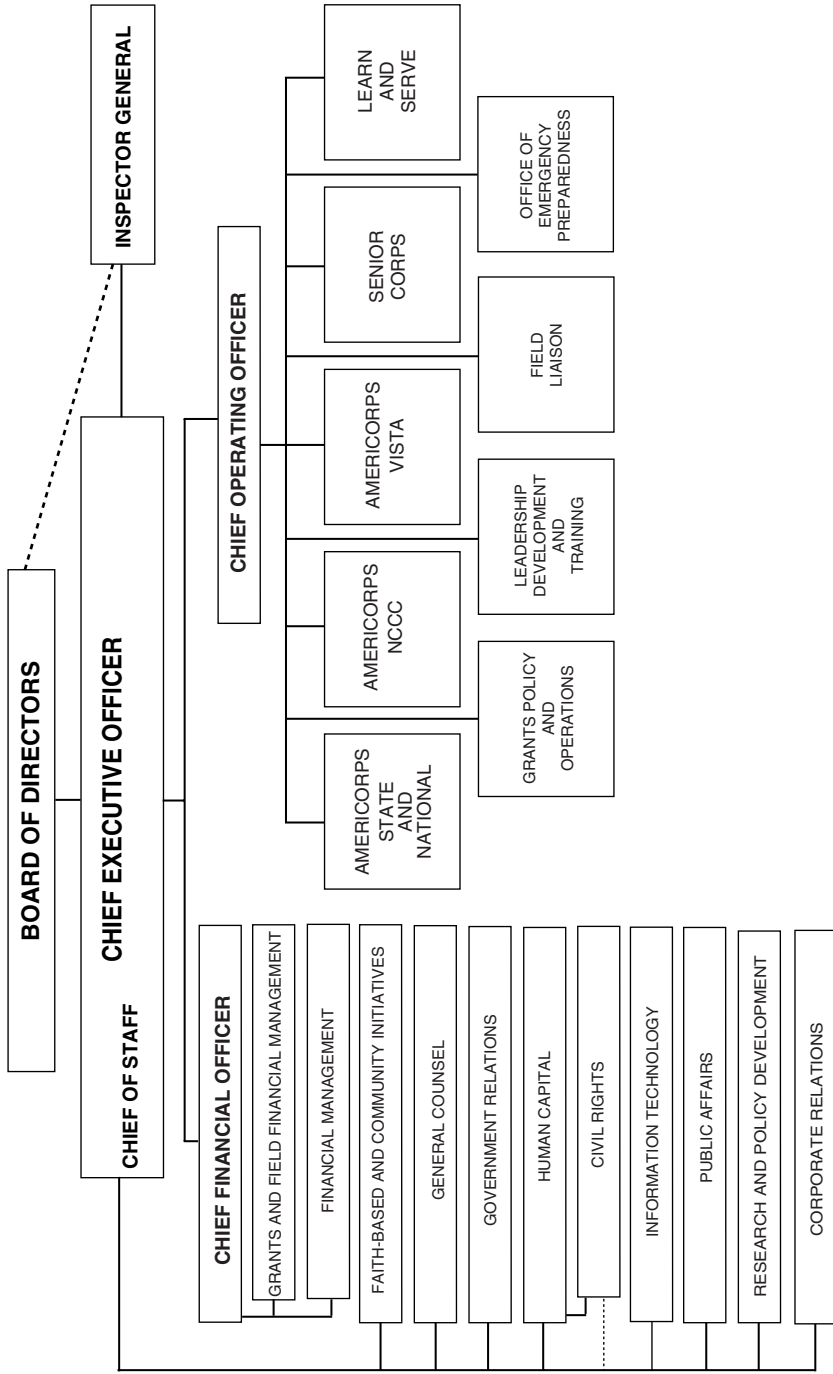 BOARD OF DIRECTORS
CHIEF EXECUTIVE OFFICER
CHIEF OF STAFF
INSPECTOR GENERAL
CHIEF FINANCIAL OFFICER
GRANTS AND FIELD FINANCIAL MANAGEMENT
FINANCIAL MANAGEMENT
FAITH-BASED AND COMMUNITY INITIATIVES
GENERAL COUNSEL
GOVERNMENT RELATIONS
HUMAN CAPITAL
CIVIL RIGHTS
INFORMATION TECHNOLOGY
PUBLIC AFFAIRS
RESEARCH AND POLICY DEVELOPMENT
CORPORATE RELATIONS
CHIEF OPERATING OFFICER
AMERICORPS
STATE
AND
NATIONAL
AMERICORPS
NCCC
AMERICORPS
VISTA
SENIOR
CORPS
LEARN
AND
SERVE
GRANTS POLICY
AND
OPERATIONS
LEADERSHIP
DEVELOPMENT
AND
TRAINING
FIELD
LIAISON
OFFICE OF
EMERGENCY
PREPAREDNESS